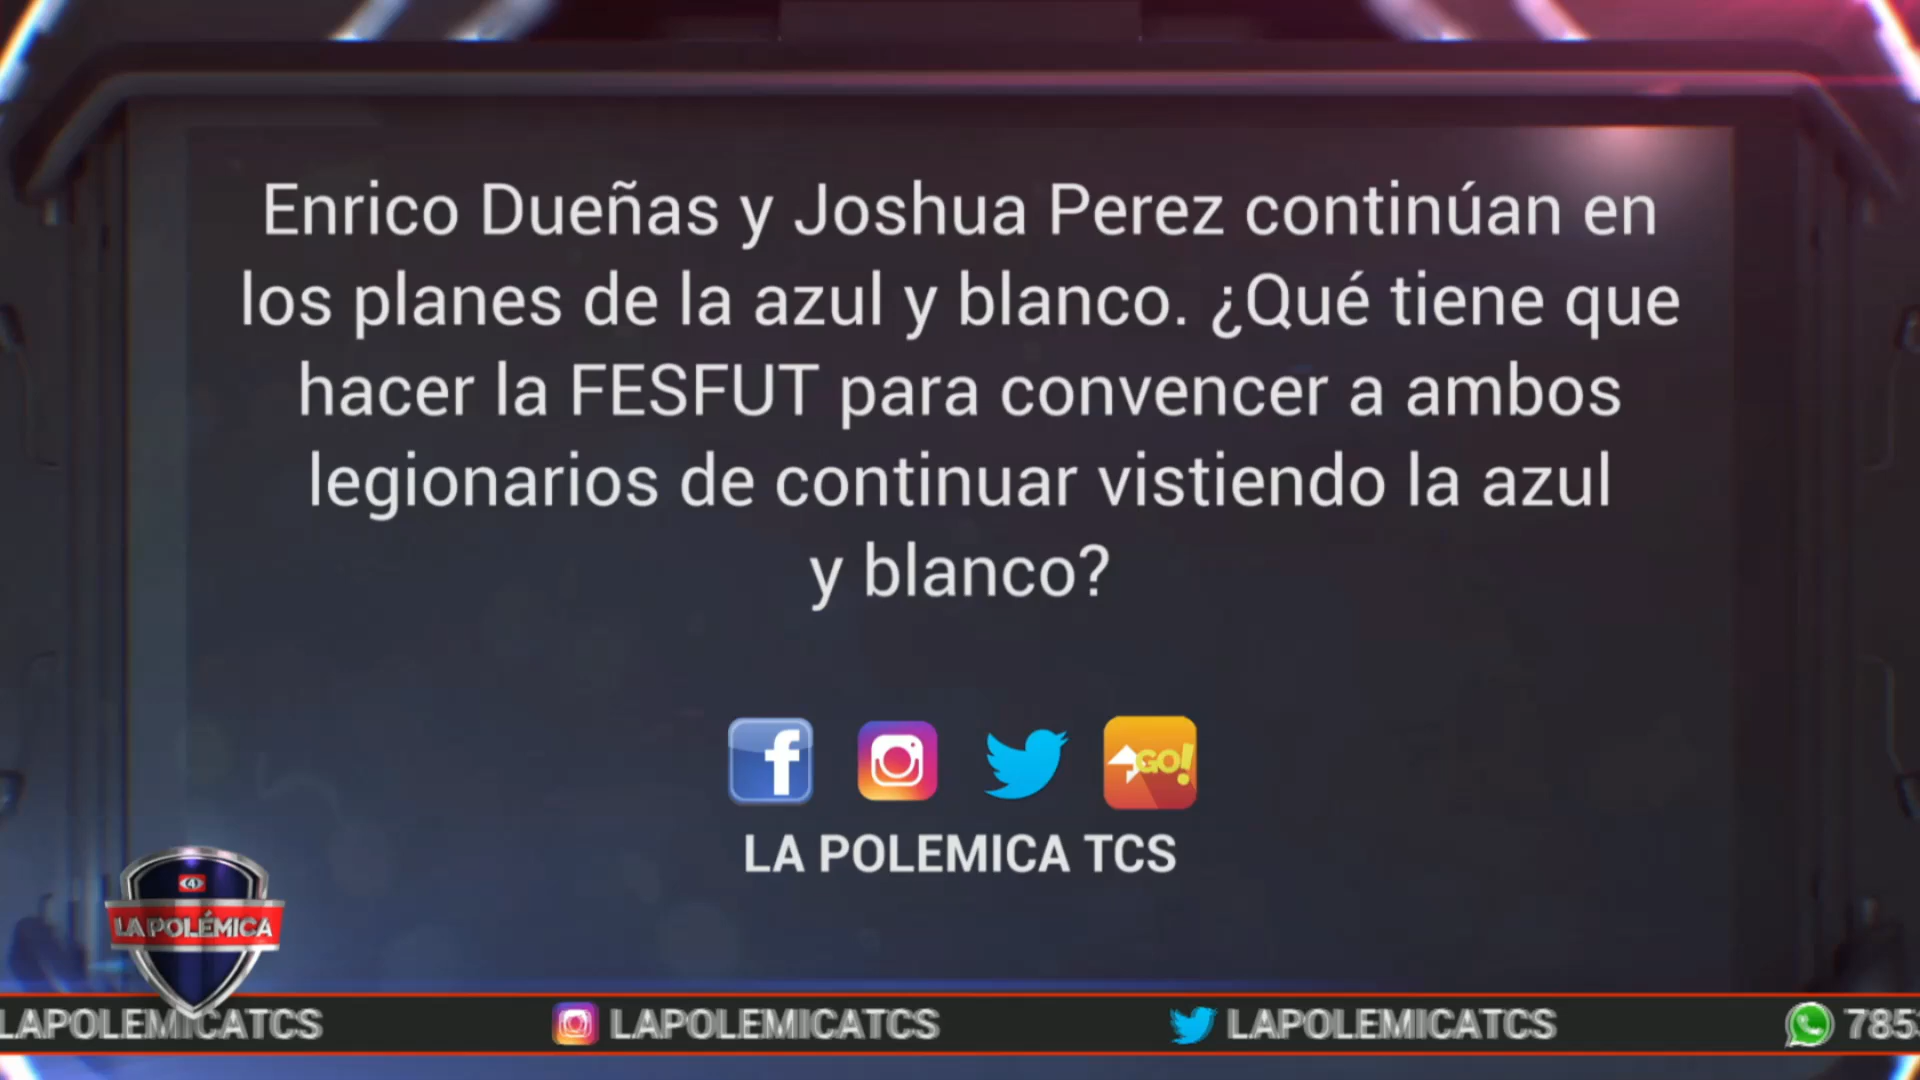 Enrico Dueñas y Joshua Perez continúan en
los planes de la azul y blanco. ¿Qué tiene que
hacer la FESFUT para convencer a ambos
legionarios de continuar vistiendo la azul
y blanco?
GO!
LA POLEMICA TCS
4
LA POLÉMICA
LAPOLEMICATCS LAPOLEMICATCS LAPOLEMICATCS 785